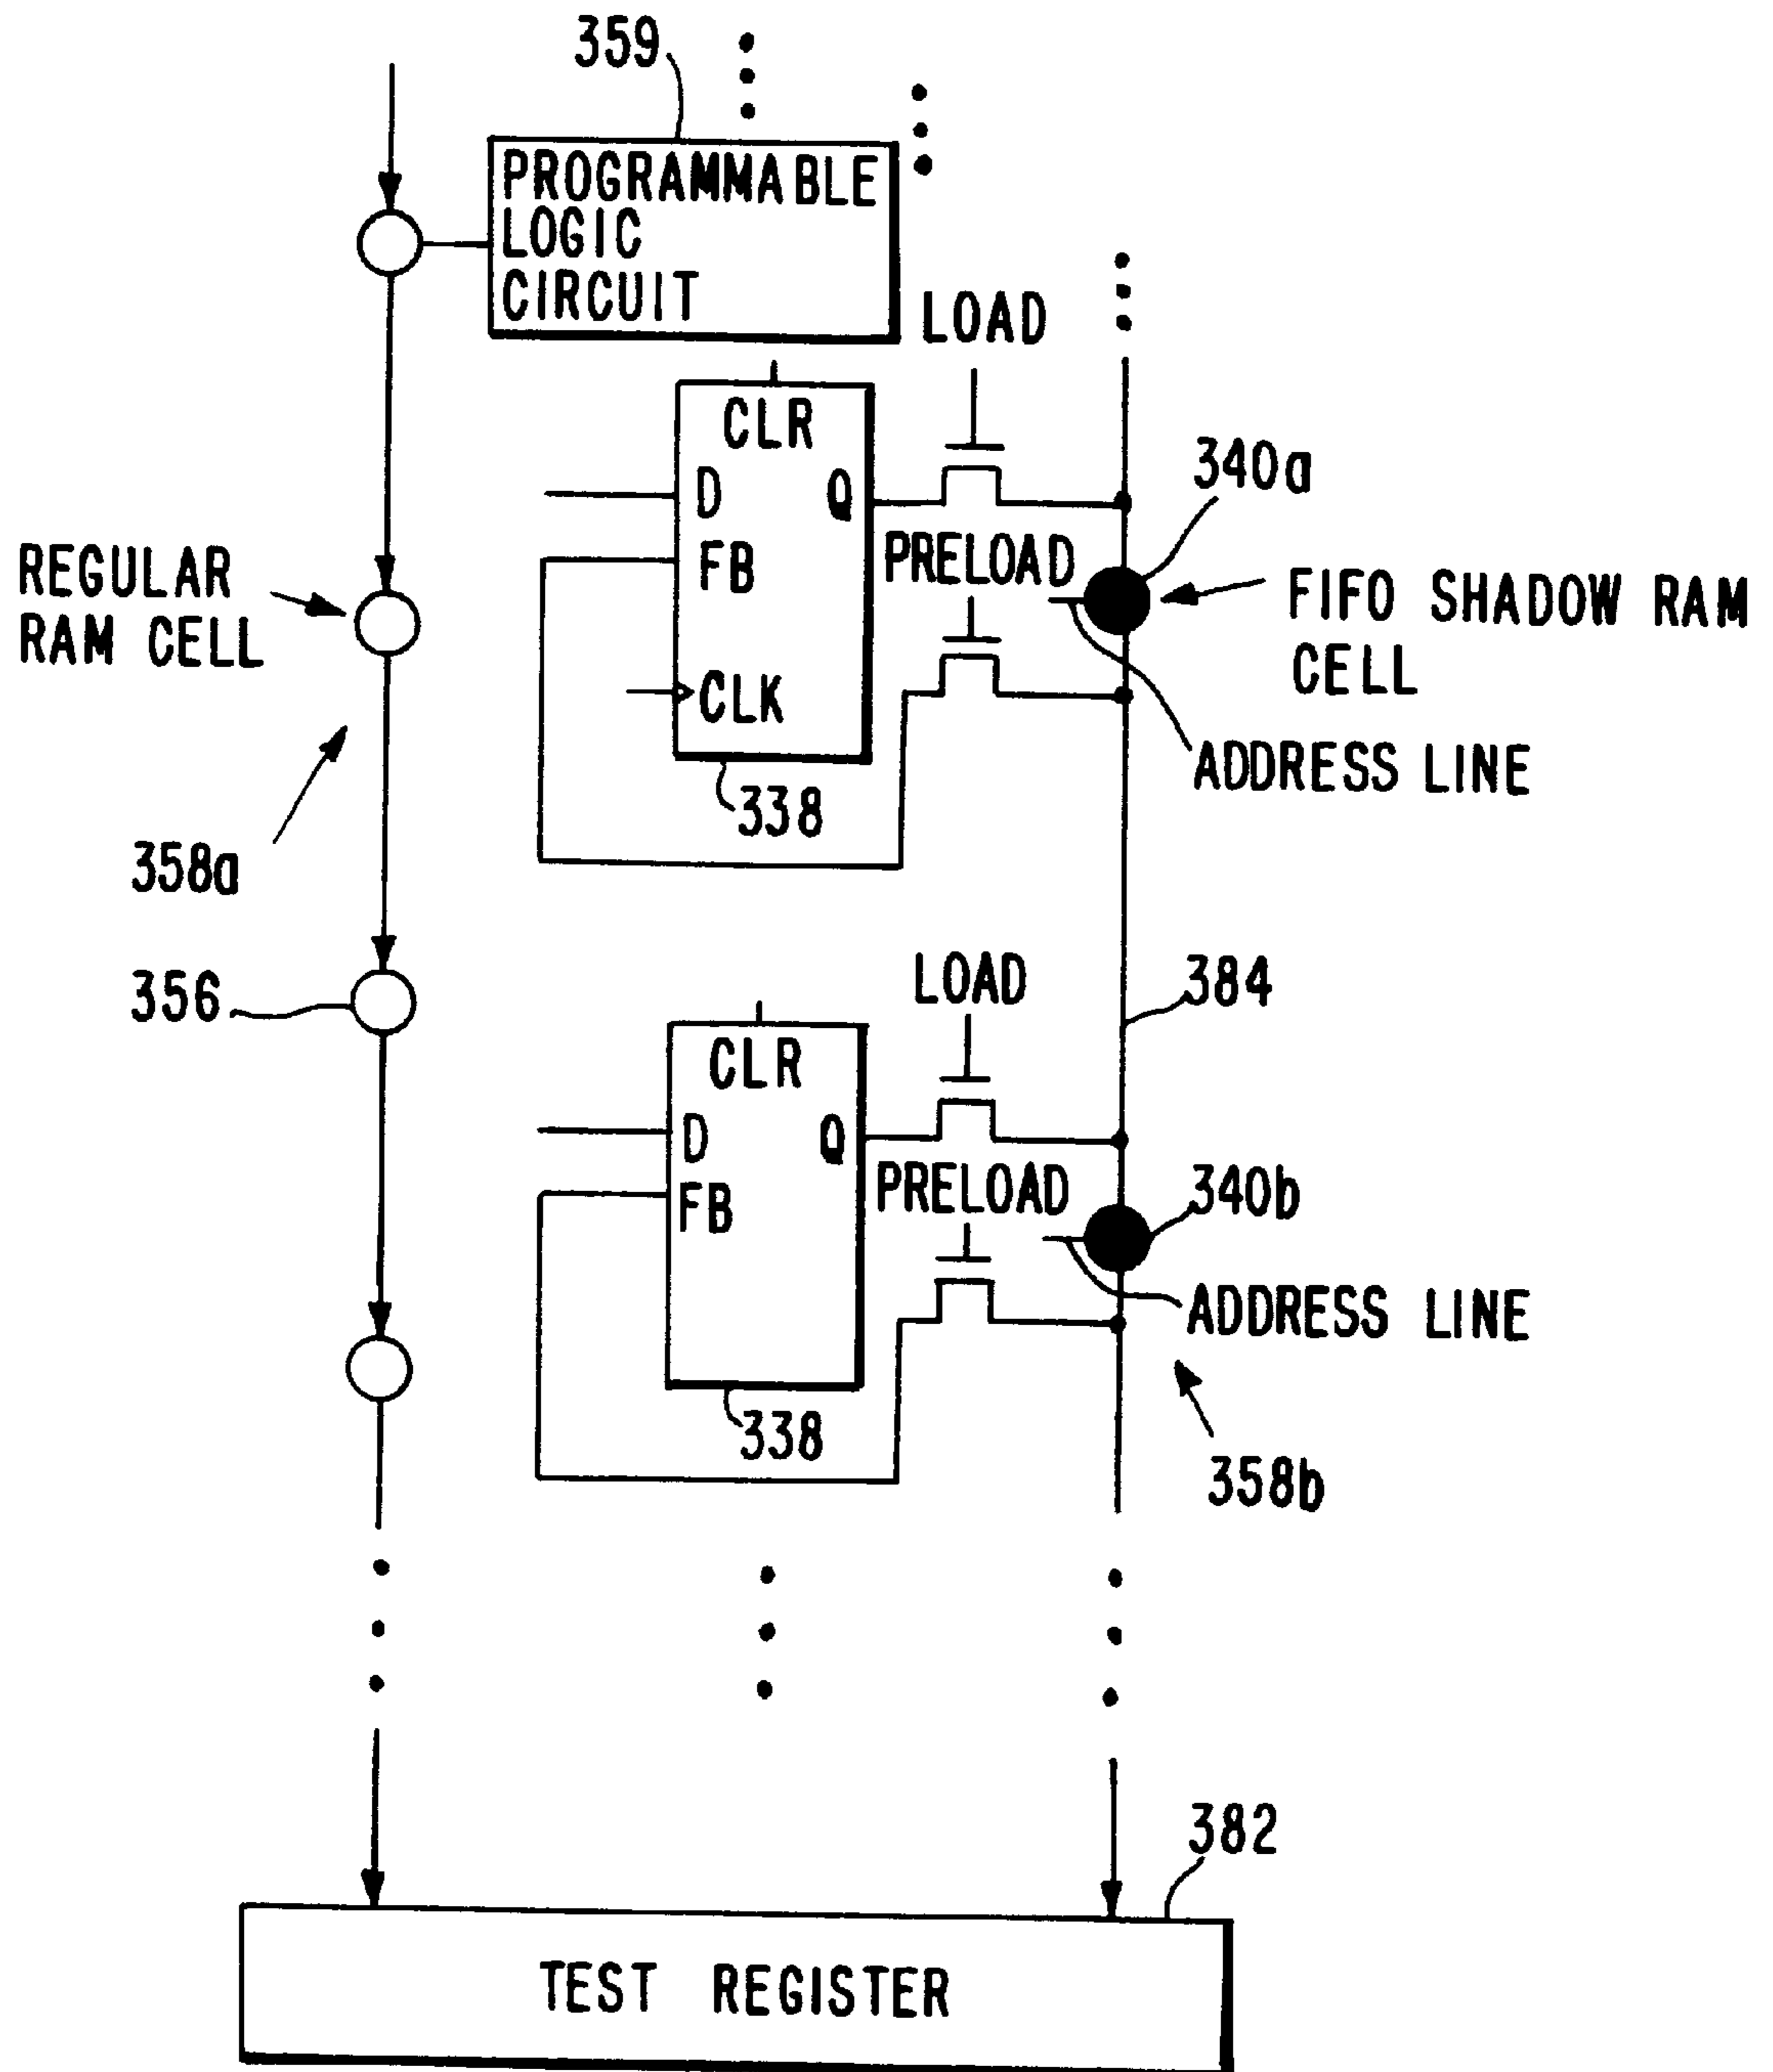 359
PROGRAMMABLE
LOGIC
CIRCUIT
LOAD
CLR
D
Q
340a
PRELOAD
FB
REGULAR
RAM CELL
FIFO SHADOW RAM
CELL
CLK
ADDRESS LINE
338
358a
356
LOAD
384
CLR
D
Q
PRELOAD
340b
FB
ADDRESS LINE
338
358b
382
TEST REGISTER